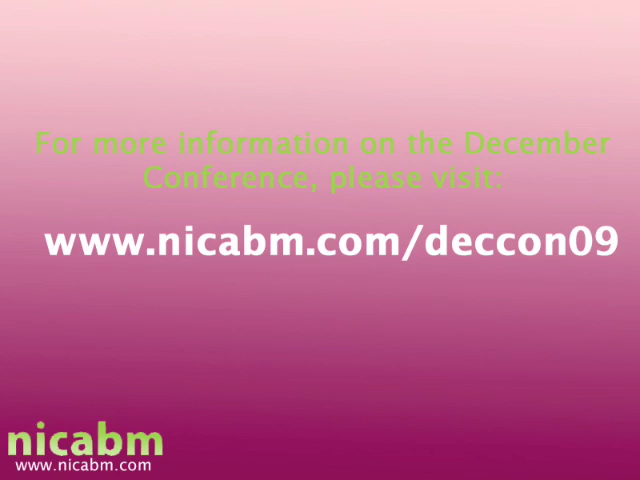 For more information on the December
Conference, please visit:
www.nicabm.com/deccon09
nicabm
www.nicabm.com